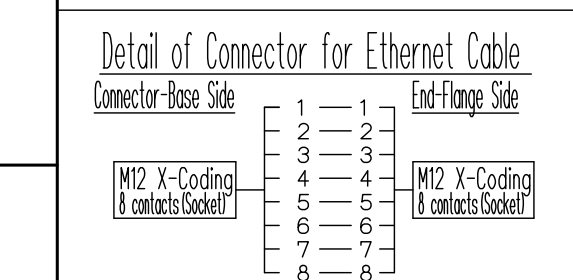 Detail of Connector for Ethernet Cable
Connector-Base Side
End-Flange Side
1 — 1
2 — 2
3 — 3
4 — 4
5 — 5
6 — 6
7 — 7
8 — 8
M12 X-Coding
8 contacts(Socket)
M12 X-Coding
8 contacts(Socket)